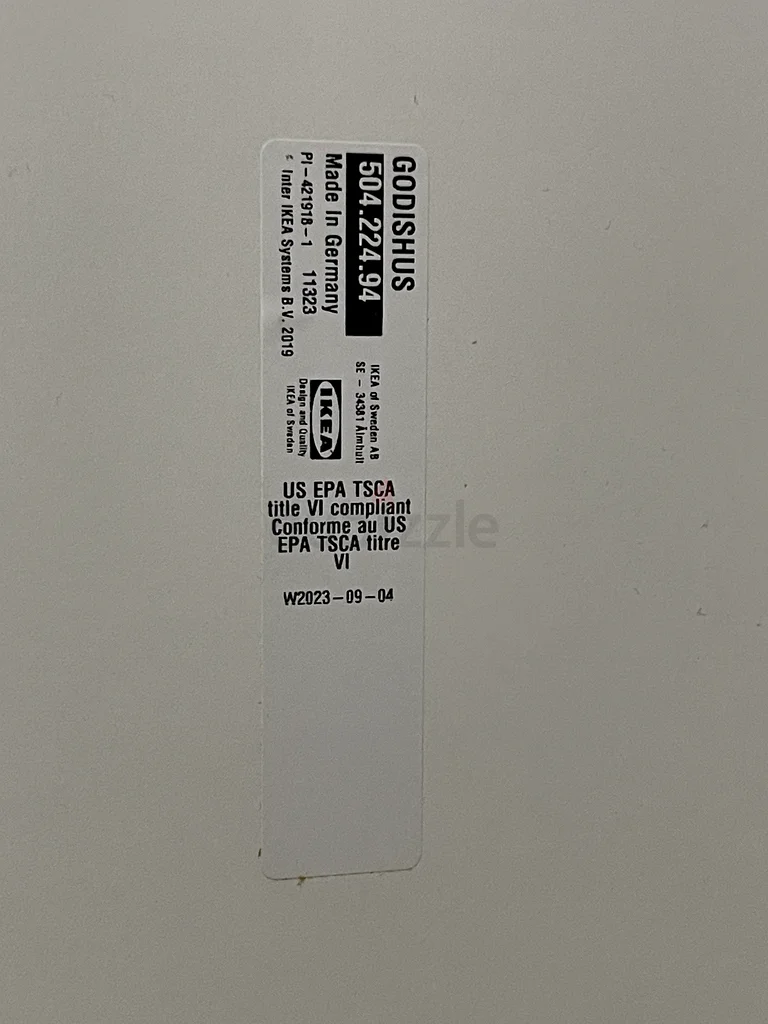 GODISHUS
504.224.94
Made In Germany
PI-421918-1 11323
© Inter IKEA Systems B.V. 2019
IKEA of Sweden AB
SE - 34381 Älmhult
IKEA
Design and Quality
IKEA of Sweden
US EPA TSCA
title VI compliant
Conforme au US
EPA TSCA titre
VI
W2023-09-04